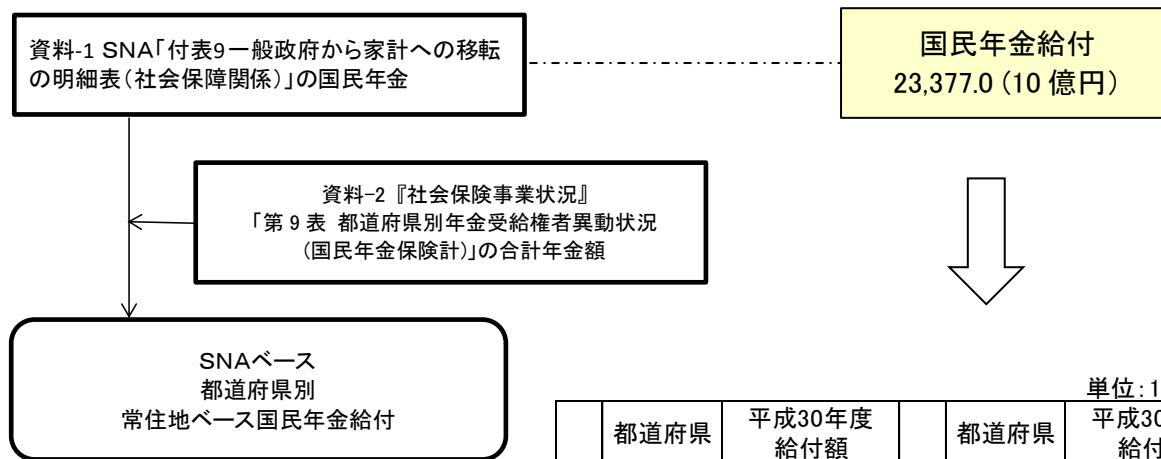 資料-1 SNA「付表9一般政府から家計への移転
の明細表(社会保障関係)」の国民年金
国民年金給付
23,377.0 (10 億円)
資料-2 『社会保険事業状況』
「第 9 表 都道府県別年金受給権者異動状況
(国民年金保険計)」の合計年金額
SNAベース
都道府県別
常住地ベース国民年金給付
単位:1
都道府県 平成30年度 都道府県 平成30
給付額 給付